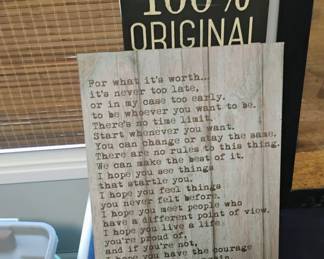 100%
ORIGINAL
For what it's worth...
it's never too late,
or in my case too early.
to be whoever you want to be.
There's no time limit.
Start whenever you want.
You can change or stay the same.
There are no rules to this thing.
We can make the best of it.
I hope you see things
that startle you.
I hope you feel things
you never felt before.
I hope you meet people who
have a different point of view.
I hope you live a life
you're proud of,
and if you're not,
I hope you have the courage